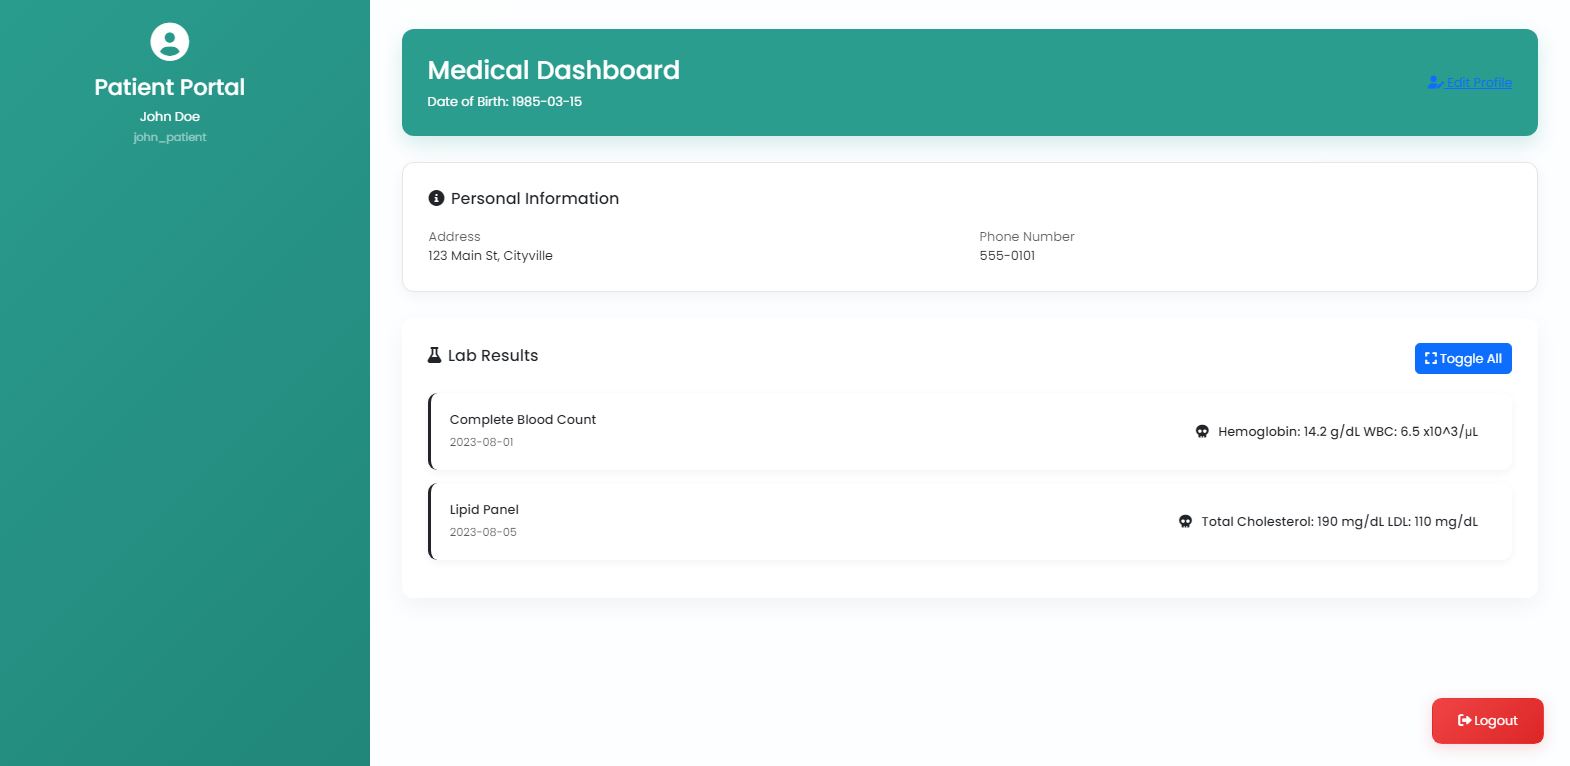 Patient Portal
John Doe
john_patient
Medical Dashboard
Date of Birth: 1985-03-15
Edit Profile
Personal Information
Address
123 Main St, Cityville
Phone Number
555-0101
Lab Results
Toggle All
Complete Blood Count
2023-08-01
Hemoglobin: 14.2 g/dL WBC: 6.5 x10^3/µL
Lipid Panel
2023-08-05
Total Cholesterol: 190 mg/dL LDL: 110 mg/dL
Logout